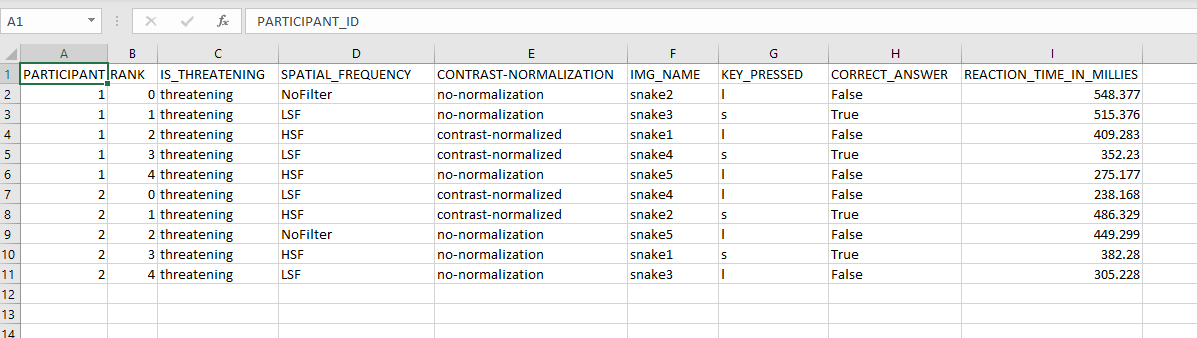 A1 fx PARTICIPANT_ID
A B C D E F G H I
1 PARTICIPANT RANK IS_THREATENING SPATIAL_FREQUENCY CONTRAST-NORMALIZATION IMG_NAME KEY_PRESSED CORRECT_ANSWER REACTION_TIME_IN_MILLIES
2 1 0 threatening NoFilter no-normalization snake2 l False 548.377
3 1 1 threatening LSF no-normalization snake3 s True 515.376
4 1 2 threatening HSF contrast-normalized snake1 l False 409.283
5 1 3 threatening LSF contrast-normalized snake4 s True 352.23
6 1 4 threatening HSF no-normalization snake5 l False 275.177
7 2 0 threatening LSF contrast-normalized snake4 l False 238.168
8 2 1 threatening HSF contrast-normalized snake2 s True 486.329
9 2 2 threatening NoFilter no-normalization snake5 l False 449.299
10 2 3 threatening HSF no-normalization snake1 s True 382.28
11 2 4 threatening LSF no-normalization snake3 l False 305.228
12
13
14